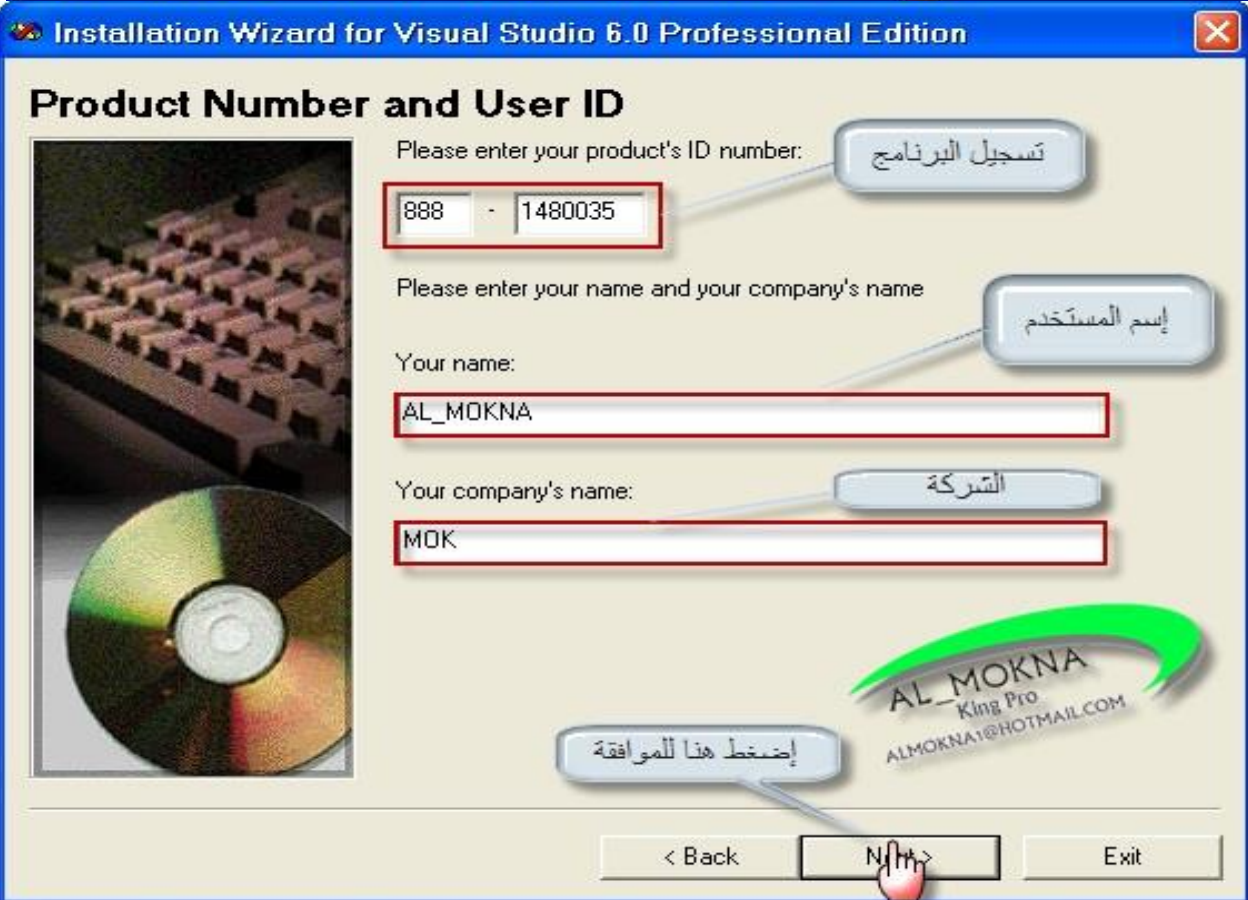 Installation Wizard for Visual Studio 6.0 Professional Edition
Product Number and User ID
Please enter your product's ID number:
تسجيل البرنامج
888 - 1480035
Please enter your name and your company's name
إسم المستخدم
Your name:
AL_MOKNA
Your company's name:
الشركة
MOK
AL_MOKNA
King Pro
ALMOKNA1@HOTMAIL.COM
إضغط هنا للموافقة
< Back
Next >
Exit